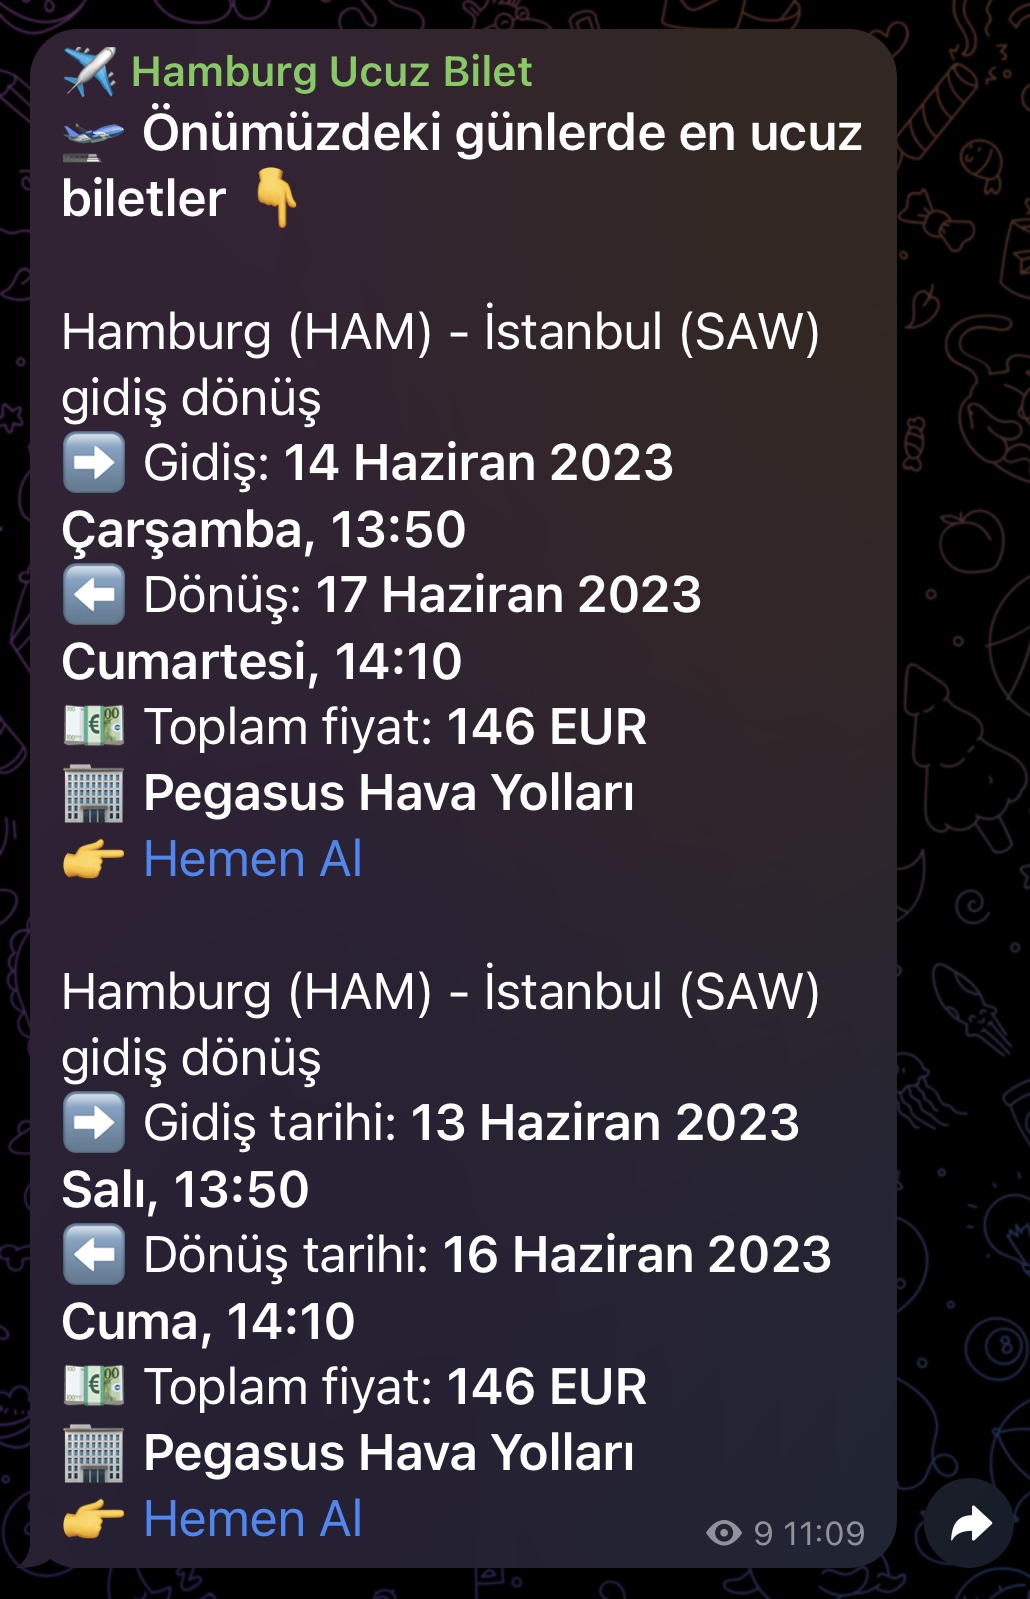 ✈️ Hamburg Ucuz Bilet
🛫 Önümüzdeki günlerde en ucuz
biletler 👇
Hamburg (HAM) - İstanbul (SAW)
gidiş dönüş
➡️ Gidiş: 14 Haziran 2023
Çarşamba, 13:50
⬅️ Dönüş: 17 Haziran 2023
Cumartesi, 14:10
💶 Toplam fiyat: 146 EUR
🏢 Pegasus Hava Yolları
👉 Hemen Al
Hamburg (HAM) - İstanbul (SAW)
gidiş dönüş
➡️ Gidiş tarihi: 13 Haziran 2023
Salı, 13:50
⬅️ Dönüş tarihi: 16 Haziran 2023
Cuma, 14:10
💶 Toplam fiyat: 146 EUR
🏢 Pegasus Hava Yolları
👉 Hemen Al
9 11:09